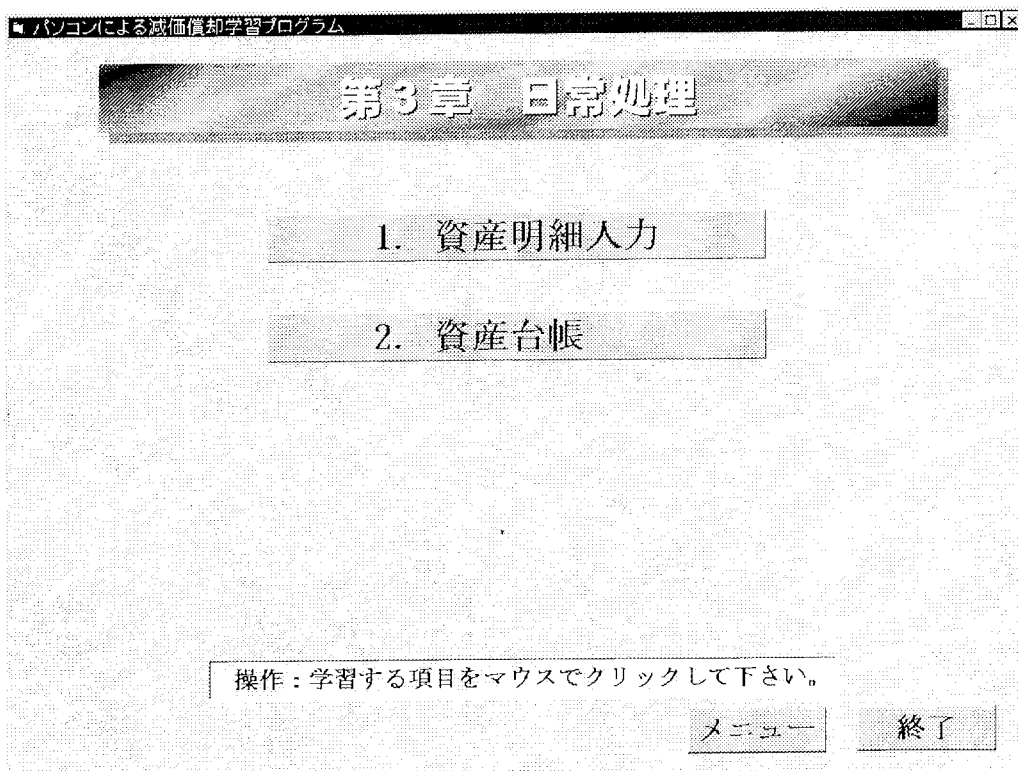 パソコンによる減価償却学習プログラム
第3章 日常処理
1. 資産明細入力
2. 資産台帳
操作：学習する項目をマウスでクリックして下さい。
メニュー 終了